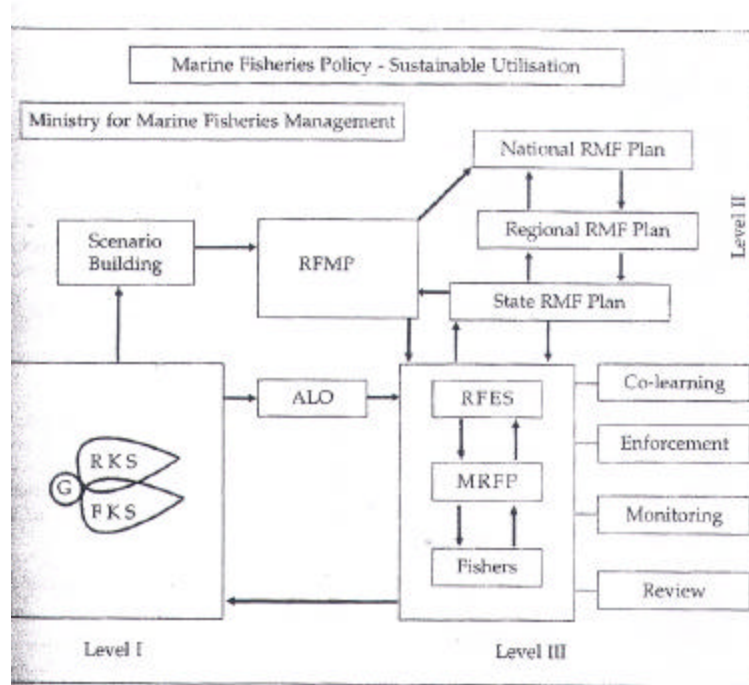 Marine Fisheries Policy - Sustainable Utilisation
Ministry for Marine Fisheries Management
National RMF Plan
Level II
Scenario
Building
RFMP
Regional RMF Plan
State RMF Plan
ALO
RFES
Co-learning
RKS
G
FKS
MRFP
Enforcement
Monitoring
Fishers
Review
Level I
Level III